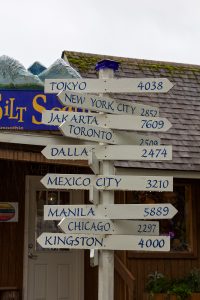 TOKYO 4038
NEW YORK CITY 2852
JAKARTA 7609
TORONTO 2509
DALLAS 2474
MEXICO CITY 3210
MANILA 5889
CHICAGO 2297
KINGSTON 4000